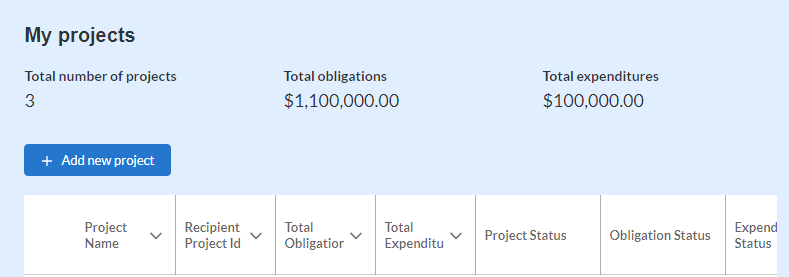 My projects
Total number of projects Total obligations Total expenditures
3 $1,100,000.00 $100,000.00
+ Add new project
Project Recipient Total Total Project Status Obligation Status Expend
Name Project Id Obligation Expenditu Status